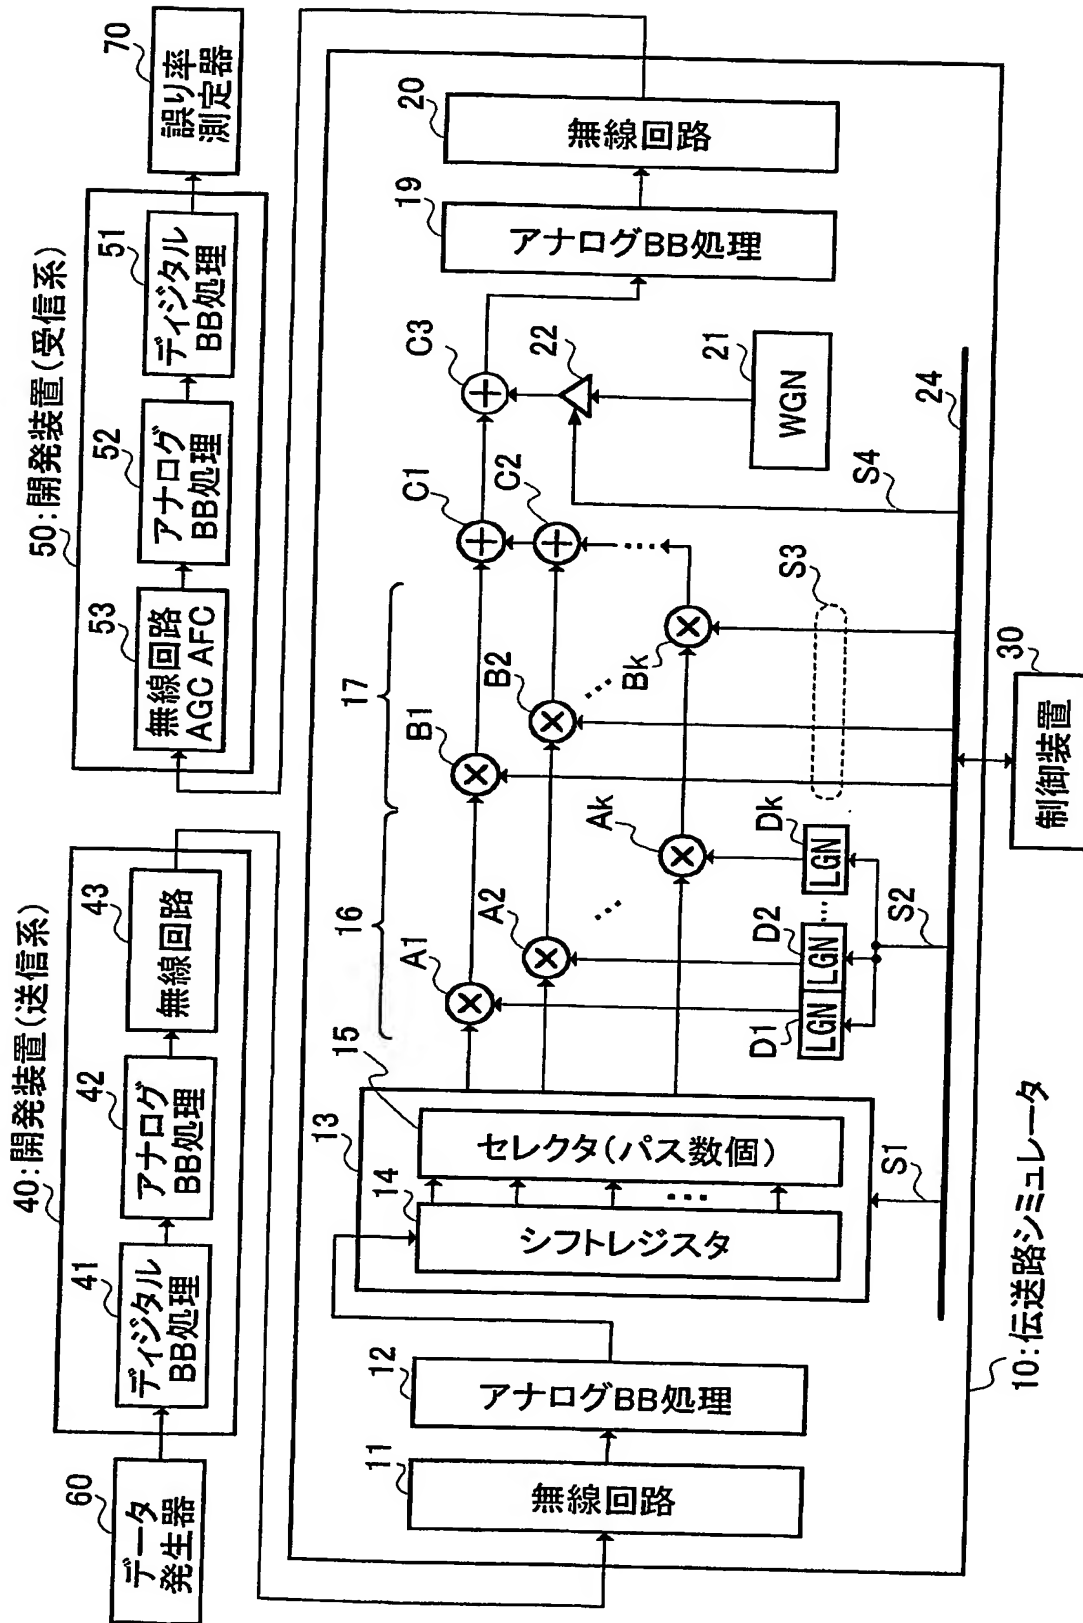 60
データ
発生器
40:開発装置(送信系)
41
ディジタル
BB処理
42
アナログ
BB処理
43
無線回路
50:開発装置(受信系)
53
無線回路
AGC AFC
52
アナログ
BB処理
51
ディジタル
BB処理
70
誤り率
測定器
11
無線回路
12
アナログBB処理
13
14
シフトレジスタ
15
セレクタ(パス数個)
16
17
A1
A2
Ak
B1
B2
Bk
C1
C2
C3
D1
LGN
D2
LGN
Dk
LGN
S1
S2
S3
S4
22
21
WGN
19
アナログBB処理
20
無線回路
24
30
制御装置
10:伝送路シミュレータ